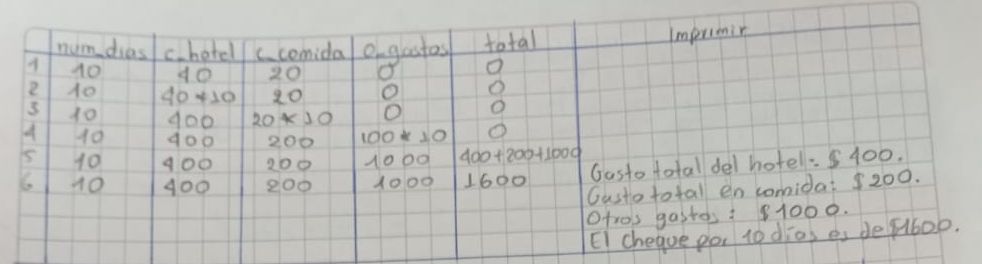 num_dias c_hotel c_comida o_gastos total Imprimir
1 10 40 20 0 0
2 10 40*10 20 0 0
3 10 400 20*10 0 0
4 10 400 200 100*10 0
5 10 400 200 1000 400+200+1000
6 10 400 200 1000 1600
Gasto total del hotel: $400.
Gasto total en comida: $200.
Otros gastos: $1000.
El cheque por 10 dias es de $1600.